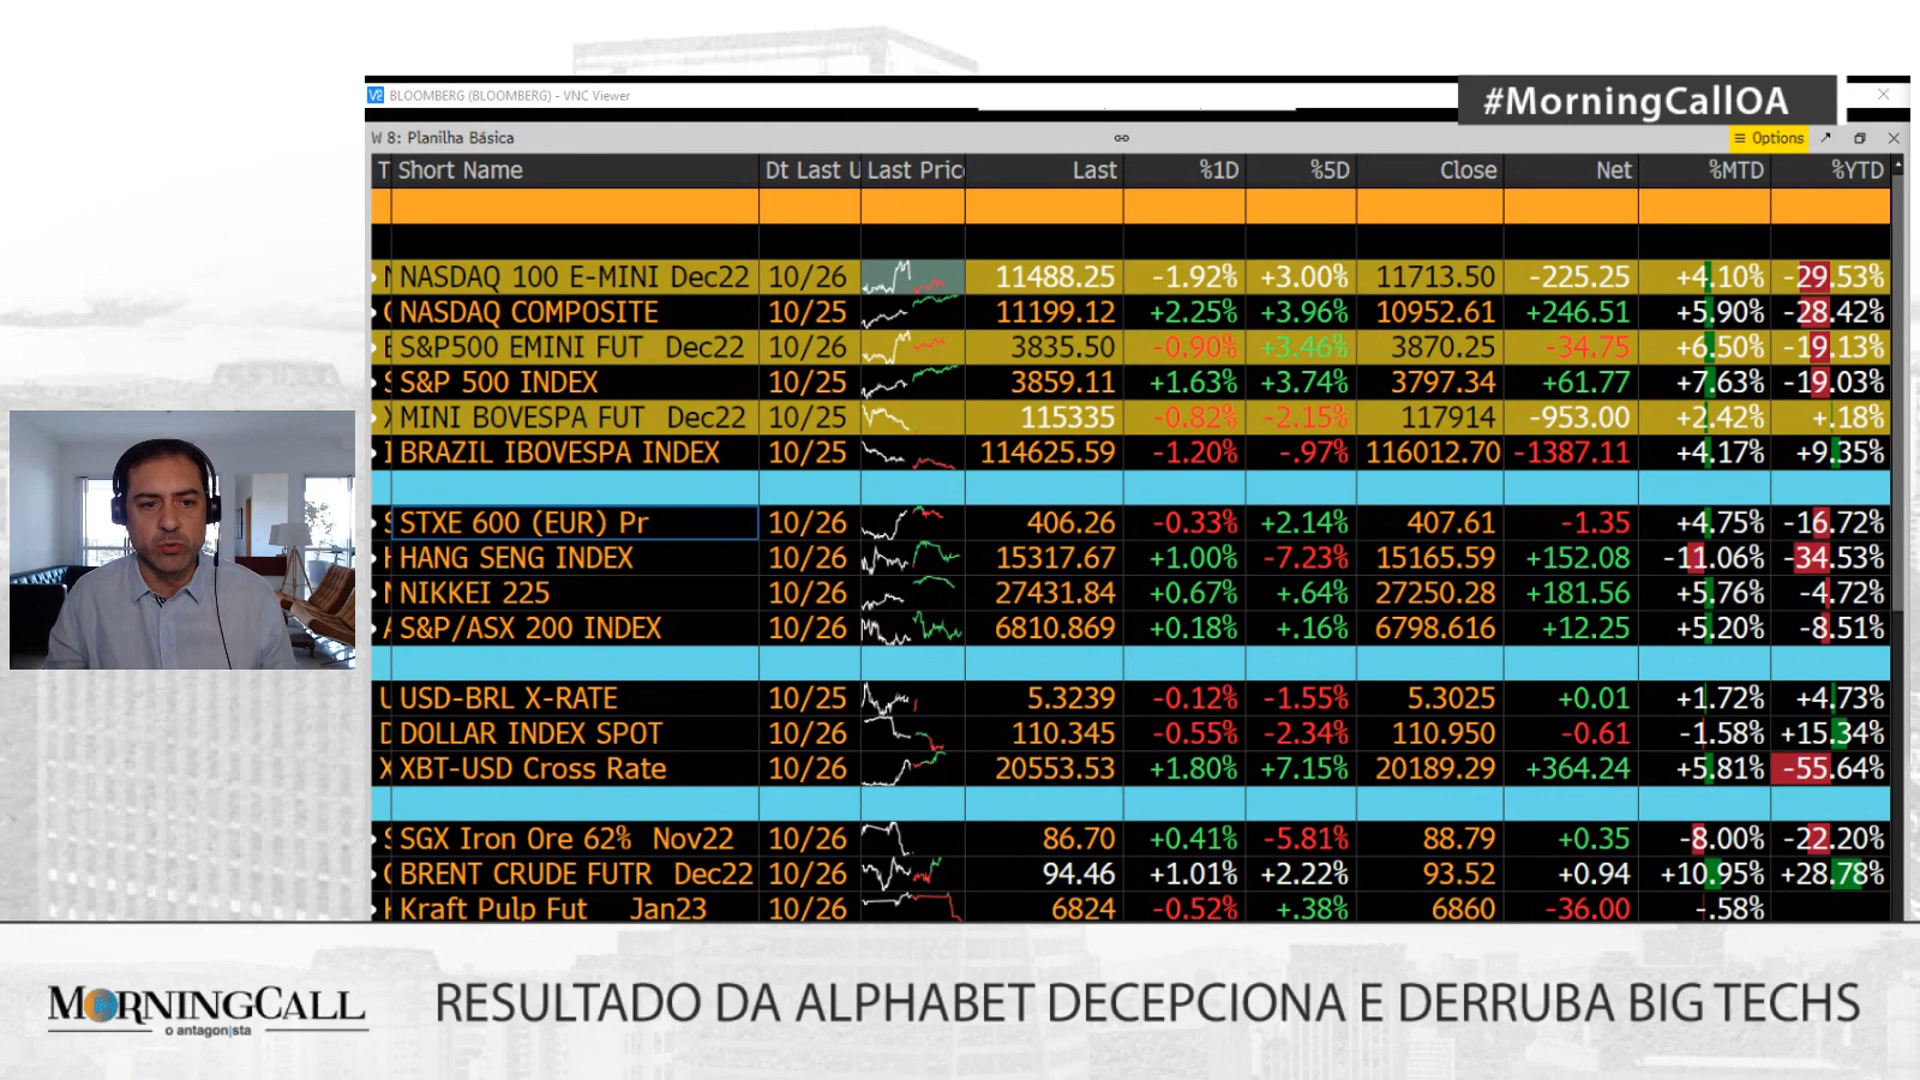 BLOOMBERG (BLOOMBERG) - VNC Viewer
#MorningCallOA
W 8: Planilha Básica
Options
T Short Name Dt Last U Last Pric Last %1D %5D Close Net %MTD %YTD
NASDAQ 100 E-MINI Dec22 10/26 11488.25 -1.92% +3.00% 11713.50 -225.25 +4.10% -29.53%
NASDAQ COMPOSITE 10/25 11199.12 +2.25% +3.96% 10952.61 +246.51 +5.90% -28.42%
S&P500 EMINI FUT Dec22 10/26 3835.50 -0.90% +3.46% 3870.25 -34.75 +6.50% -19.13%
S&P 500 INDEX 10/25 3859.11 +1.63% +3.74% 3797.34 +61.77 +7.63% -19.03%
MINI BOVESPA FUT Dec22 10/25 115335 -0.82% -2.15% 117914 -953.00 +2.42% +.18%
BRAZIL IBOVESPA INDEX 10/25 114625.59 -1.20% -.97% 116012.70 -1387.11 +4.17% +9.35%
STXE 600 (EUR) Pr 10/26 406.26 -0.33% +2.14% 407.61 -1.35 +4.75% -16.72%
HANG SENG INDEX 10/26 15317.67 +1.00% -7.23% 15165.59 +152.08 -11.06% -34.53%
NIKKEI 225 10/26 27431.84 +0.67% +.64% 27250.28 +181.56 +5.76% -4.72%
S&P/ASX 200 INDEX 10/26 6810.869 +0.18% +.16% 6798.616 +12.25 +5.20% -8.51%
USD-BRL X-RATE 10/25 5.3239 -0.12% -1.55% 5.3025 +0.01 +1.72% +4.73%
DOLLAR INDEX SPOT 10/26 110.345 -0.55% -2.34% 110.950 -0.61 -1.58% +15.34%
XBT-USD Cross Rate 10/26 20553.53 +1.80% +7.15% 20189.29 +364.24 +5.81% -55.64%
SGX Iron Ore 62% Nov22 10/26 86.70 +0.41% -5.81% 88.79 +0.35 -8.00% -22.20%
BRENT CRUDE FUTR Dec22 10/26 94.46 +1.01% +2.22% 93.52 +0.94 +10.95% +28.78%
Kraft Pulp Fut Jan23 10/26 6824 -0.52% +.38% 6860 -36.00 -.58%
MORNINGCALL
o antagonista
RESULTADO DA ALPHABET DECEPCIONA E DERRUBA BIG TECHS